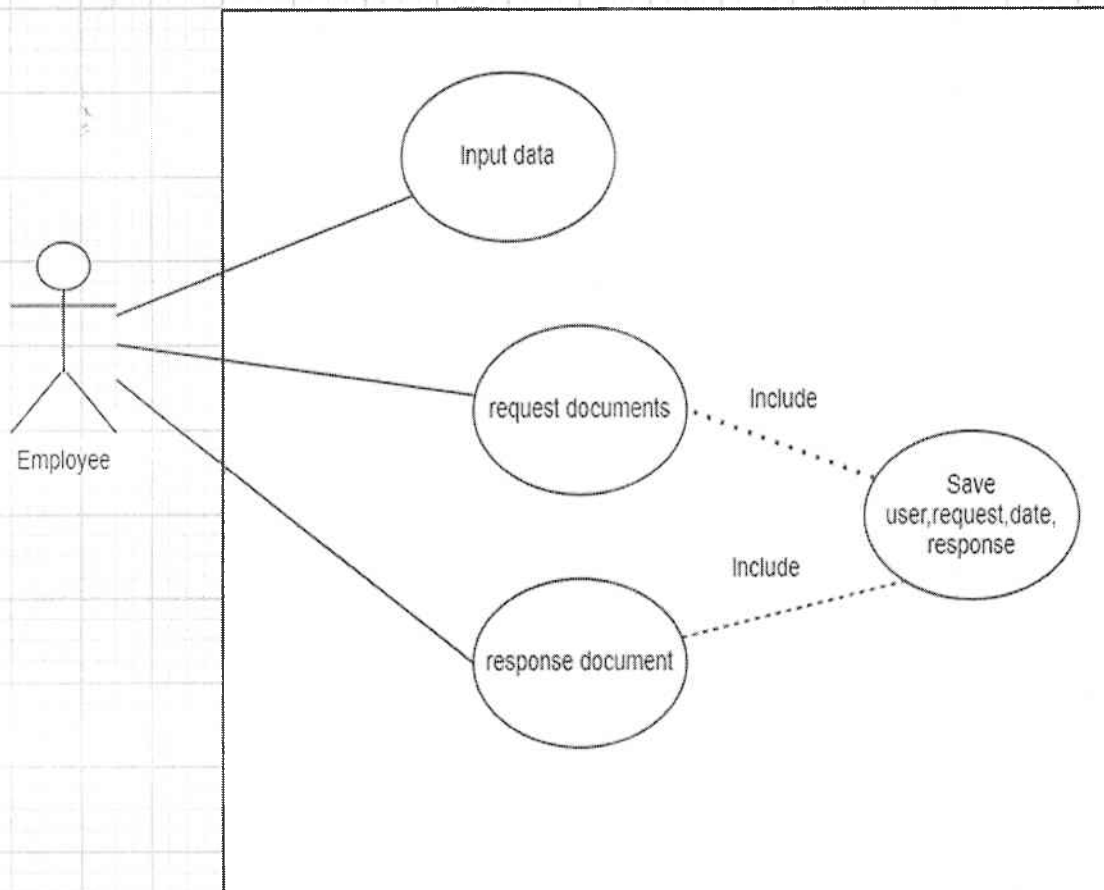 Input data
request documents
Include
Employee
Save
user,request,date,
response
Include
response document